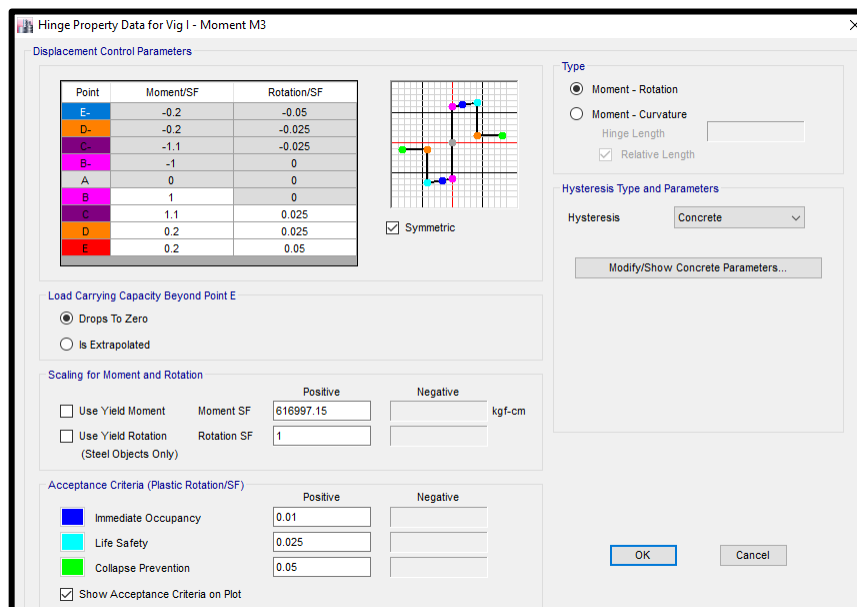 Hinge Property Data for Vig I - Moment M3
Displacement Control Parameters
Point Moment/SF Rotation/SF
E- -0.2 -0.05
D- -0.2 -0.025
C- -1.1 -0.025
B- -1 0
A 0 0
B 1 0
C 1.1 0.025
D 0.2 0.025
E 0.2 0.05
Symmetric
Load Carrying Capacity Beyond Point E
Drops To Zero
Is Extrapolated
Scaling for Moment and Rotation
Positive Negative
Use Yield Moment Moment SF 616997.15 kgf-cm
Use Yield Rotation Rotation SF 1
(Steel Objects Only)
Acceptance Criteria (Plastic Rotation/SF)
Positive Negative
Immediate Occupancy 0.01
Life Safety 0.025
Collapse Prevention 0.05
Show Acceptance Criteria on Plot
Type
Moment - Rotation
Moment - Curvature
Hinge Length
Relative Length
Hysteresis Type and Parameters
Hysteresis Concrete
Modify/Show Concrete Parameters...
OK Cancel